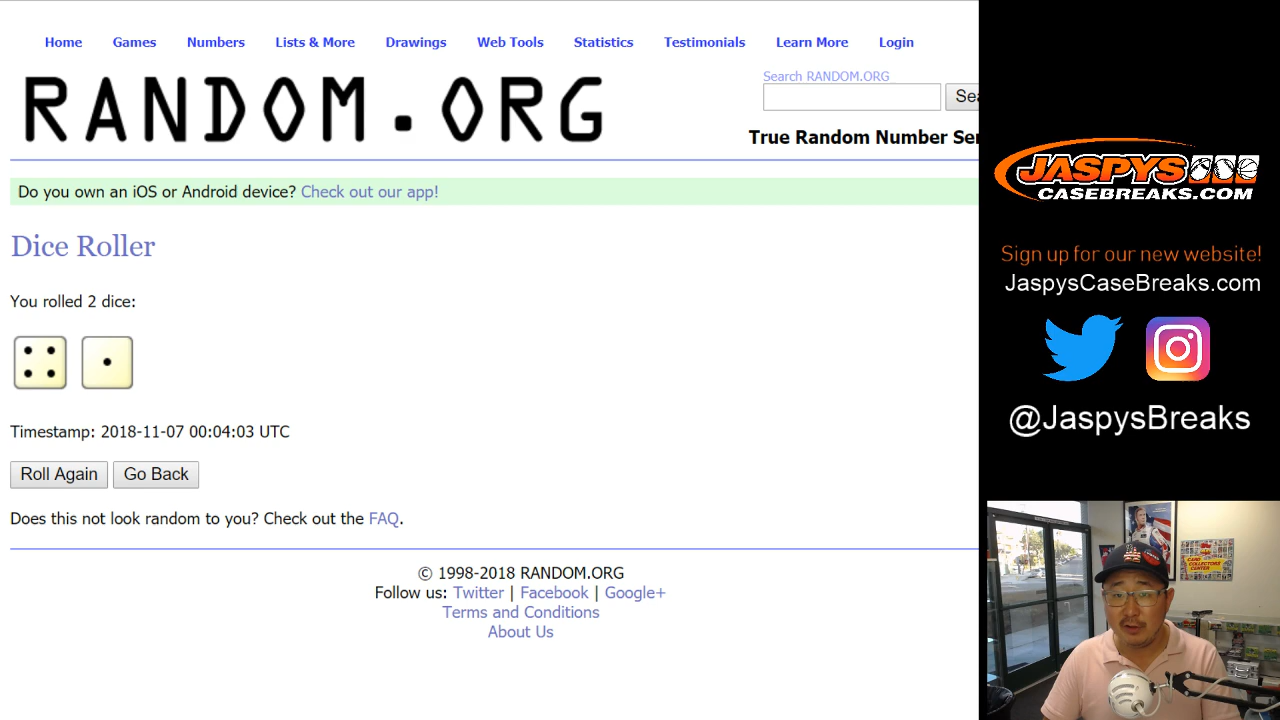 Home Games Numbers Lists & More Drawings Web Tools Statistics Testimonials Learn More Login
RANDOM.ORG
Search RANDOM.ORG
Sea
True Random Number Ser
Do you own an iOS or Android device? Check out our app!
Dice Roller
You rolled 2 dice:
Timestamp: 2018-11-07 00:04:03 UTC
Roll Again Go Back
Does this not look random to you? Check out the FAQ.
© 1998-2018 RANDOM.ORG
Follow us: Twitter | Facebook | Google+
Terms and Conditions
About Us
JASPYS
CASEBREAKS.COM
Sign up for our new website!
JaspysCaseBreaks.com
@JaspysBreaks
CARD
COLLECTORS
CENTER